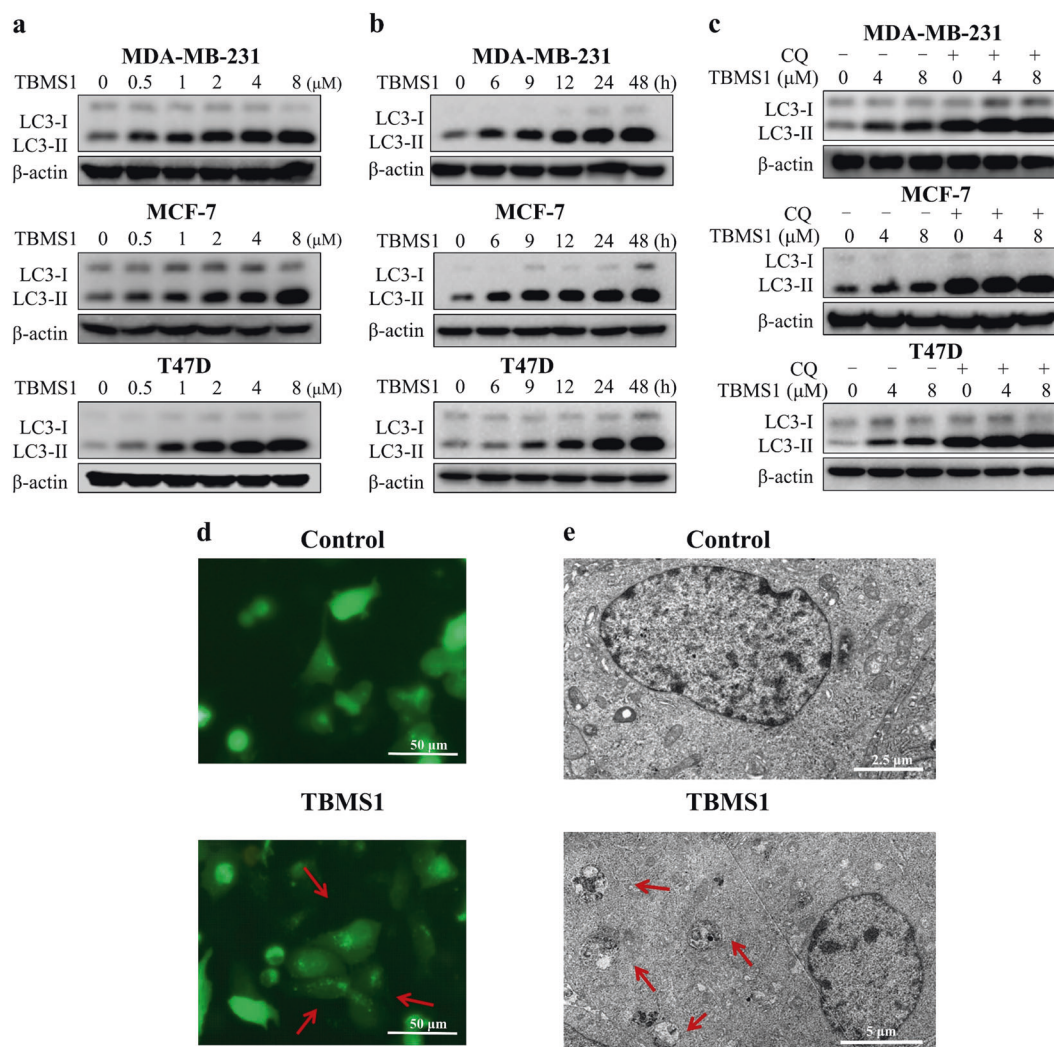 a
MDA-MB-231
TBMS1 0 0.5 1 2 4 8 (μM)
LC3-I
LC3-II
β-actin
MCF-7
TBMS1 0 0.5 1 2 4 8 (μM)
LC3-I
LC3-II
β-actin
T47D
TBMS1 0 0.5 1 2 4 8 (μM)
LC3-I
LC3-II
β-actin
b
MDA-MB-231
TBMS1 0 6 9 12 24 48 (h)
LC3-I
LC3-II
β-actin
MCF-7
TBMS1 0 6 9 12 24 48 (h)
LC3-I
LC3-II
β-actin
T47D
TBMS1 0 6 9 12 24 48 (h)
LC3-I
LC3-II
β-actin
c
MDA-MB-231
CQ − − − + + +
TBMS1 (μM) 0 4 8 0 4 8
LC3-I
LC3-II
β-actin
MCF-7
CQ − − − + + +
TBMS1 (μM) 0 4 8 0 4 8
LC3-I
LC3-II
β-actin
T47D
CQ − − − + + +
TBMS1 (μM) 0 4 8 0 4 8
LC3-I
LC3-II
β-actin
d
Control
50 μm
TBMS1
50 μm
e
Control
2.5 μm
TBMS1
5 μm